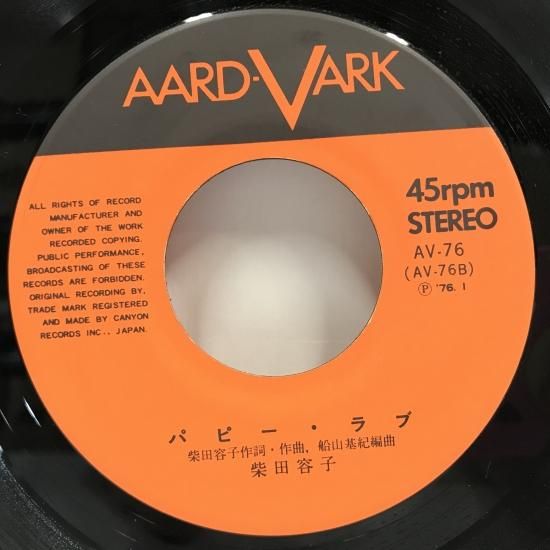 AARD-VARK
ALL RIGHTS OF RECORD
MANUFACTURER AND
OWNER OF THE WORK
RECORDED COPYING.
PUBLIC PERFORMANCE,
BROADCASTING OF THESE
RECORDS ARE FORBIDDEN.
ORIGINAL RECORDING BY,
TRADE MARK REGISTERED
AND MADE BY CANYON
RECORDS INC., JAPAN.
45rpm
STEREO
AV-76
(AV-76B)
Ⓟ '76. 1
パピー・ラブ
柴田容子作詞・作曲, 船山基紀編曲
柴田容子